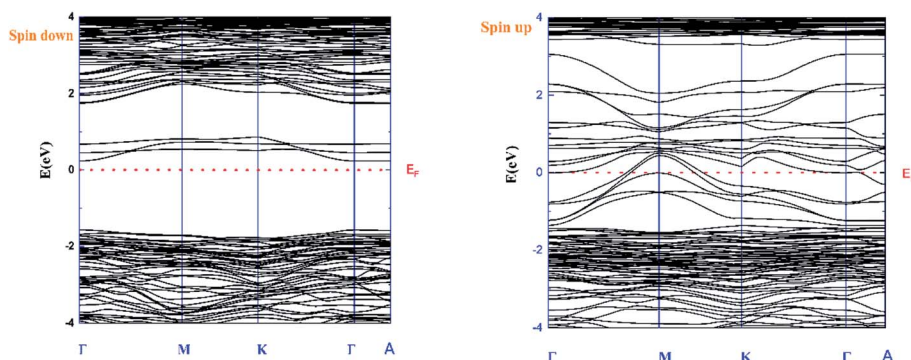 Spin down
4
2
0
-2
-4
E(eV)
E_F
Γ M K Γ A
Spin up
4
2
0
-2
-4
E(eV)
E
Γ M K Γ A